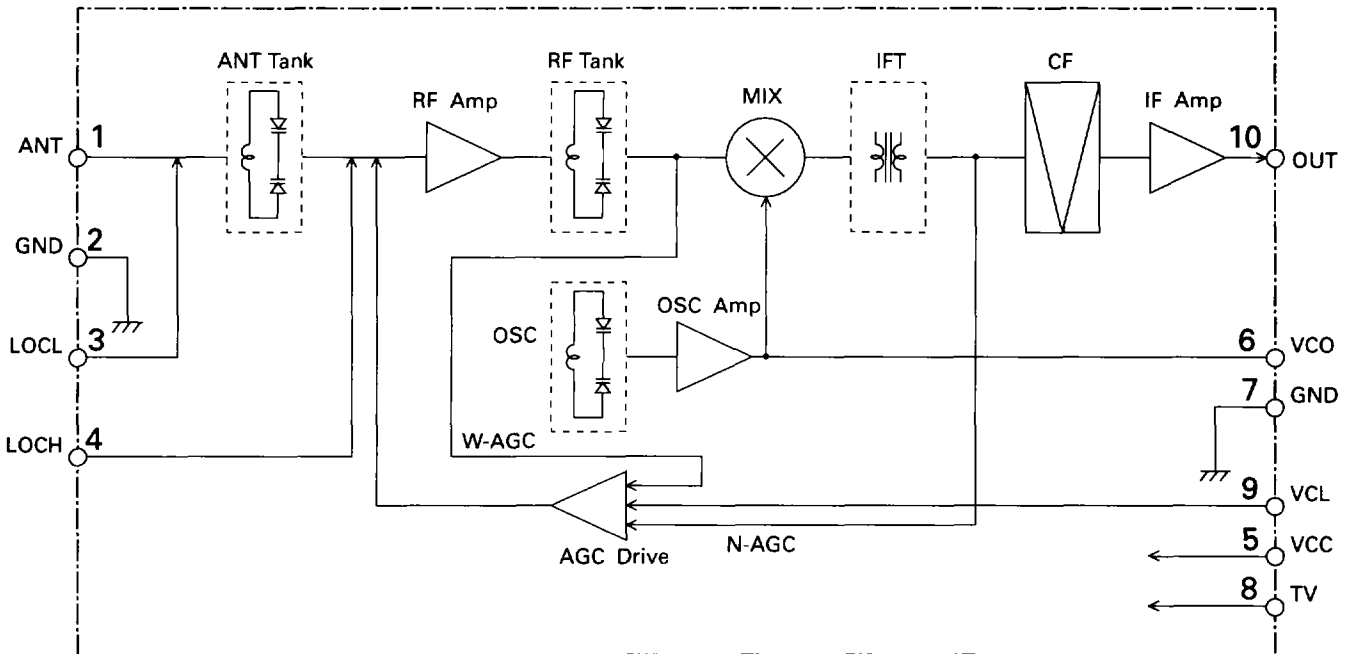 ANT Tank
RF Tank
IFT
CF
RF Amp
MIX
IF Amp
ANT
1
10
OUT
GND
2
OSC
OSC Amp
LOCL
3
6
VCO
7
GND
LOCH
4
W-AGC
9
VCL
N-AGC
AGC Drive
5
VCC
8
TV